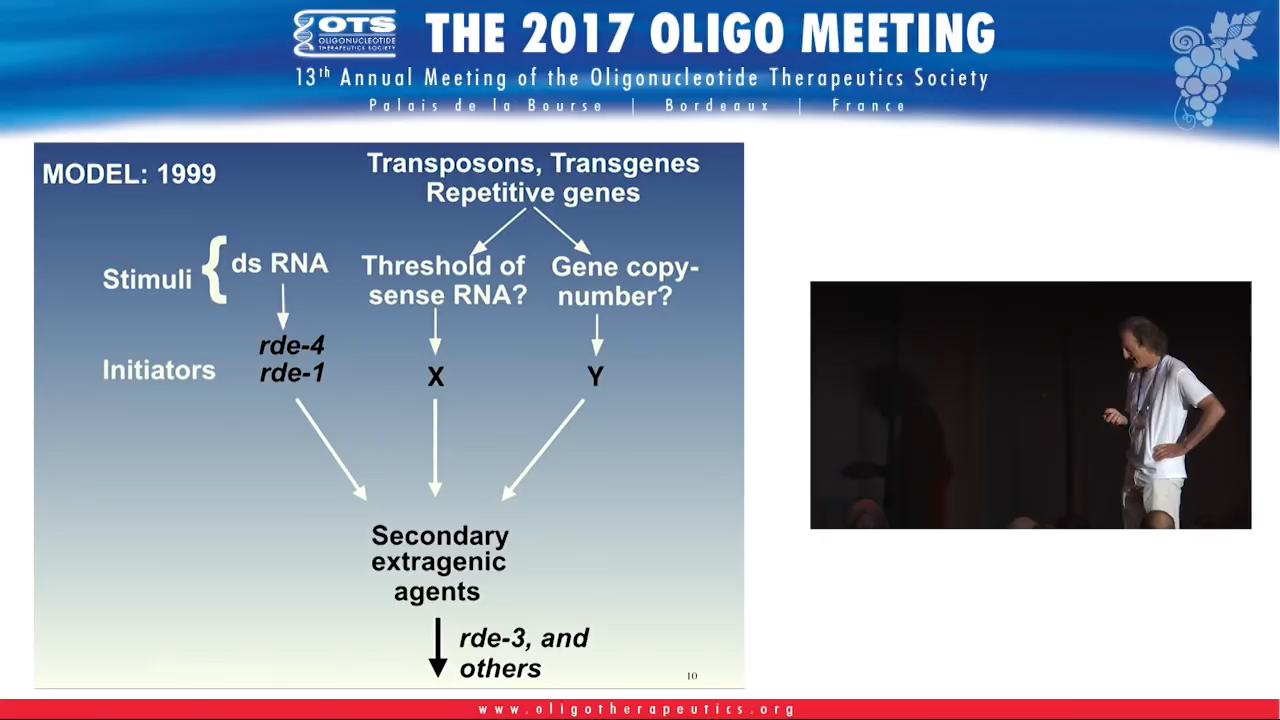 OTS
OLIGONUCLEOTIDE
THERAPEUTICS SOCIETY
THE 2017 OLIGO MEETING
13th Annual Meeting of the Oligonucleotide Therapeutics Society
Palais de la Bourse | Bordeaux | France
MODEL: 1999
Transposons, Transgenes
Repetitive genes
Stimuli
{
ds RNA
Threshold of
sense RNA?
Gene copy-
number?
Initiators
rde-4
rde-1
X
Y
Secondary
extragenic
agents
rde-3, and
others
10
www.oligotherapeutics.org